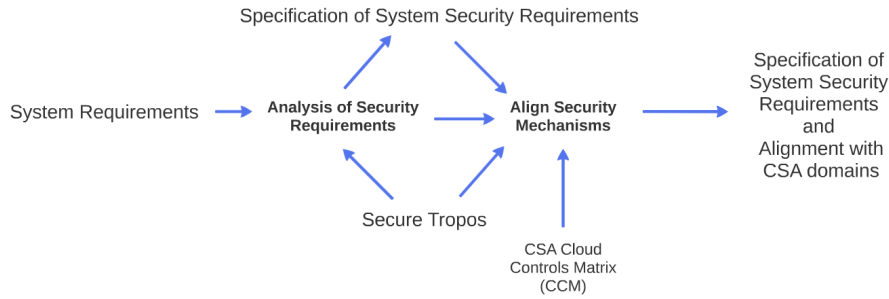 Specification of System Security Requirements
System Requirements
Analysis of Security
Requirements
Align Security
Mechanisms
Specification of
System Security
Requirements
and
Alignment with
CSA domains
Secure Tropos
CSA Cloud
Controls Matrix
(CCM)